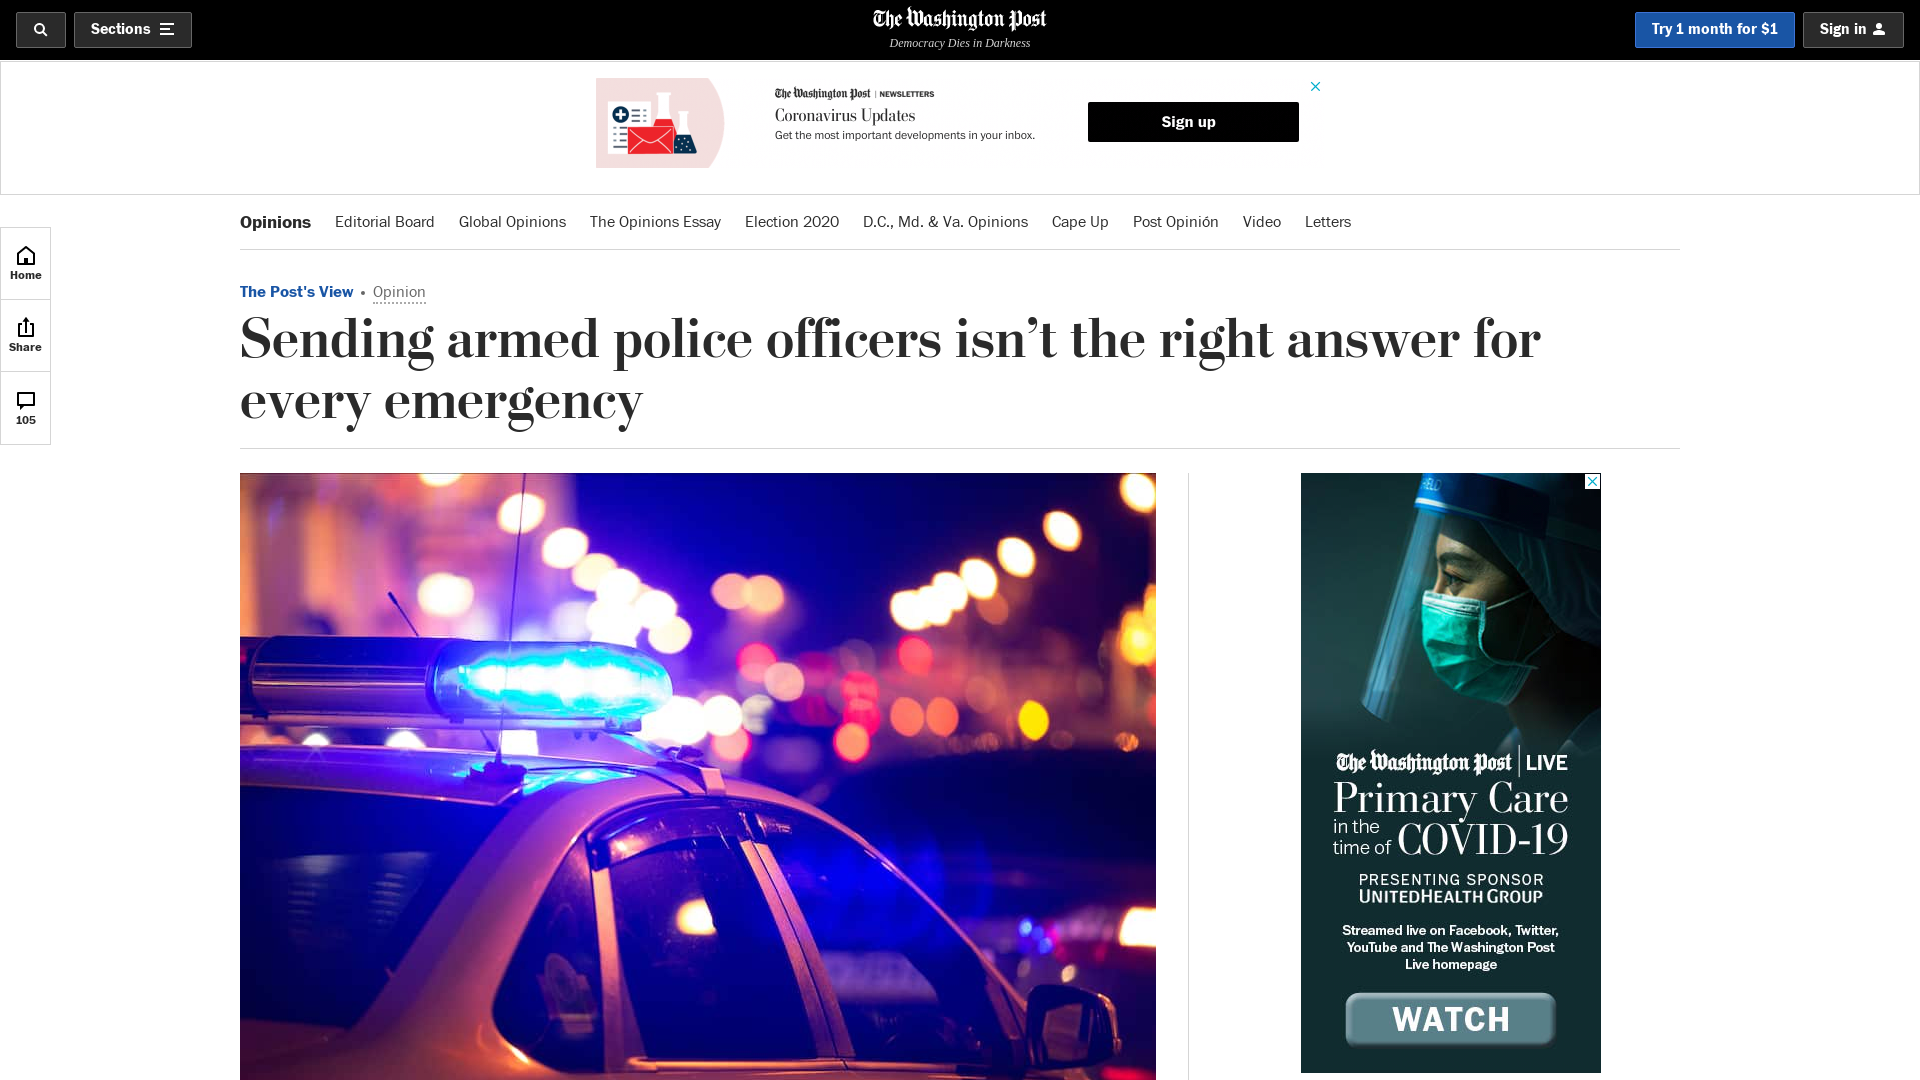 Sections
The Washington Post
Democracy Dies in Darkness
Try 1 month for $1
Sign in
The Washington Post | NEWSLETTERS
Coronavirus Updates
Get the most important developments in your inbox.
Sign up
Opinions
Editorial Board
Global Opinions
The Opinions Essay
Election 2020
D.C., Md. & Va. Opinions
Cape Up
Post Opinión
Video
Letters
Home
Share
105
The Post's View • Opinion
Sending armed police officers isn’t the right answer for
every emergency
The Washington Post | LIVE
Primary Care
in the
time of COVID-19
PRESENTING SPONSOR
UNITEDHEALTH GROUP
Streamed live on Facebook, Twitter,
YouTube and The Washington Post
Live homepage
WATCH